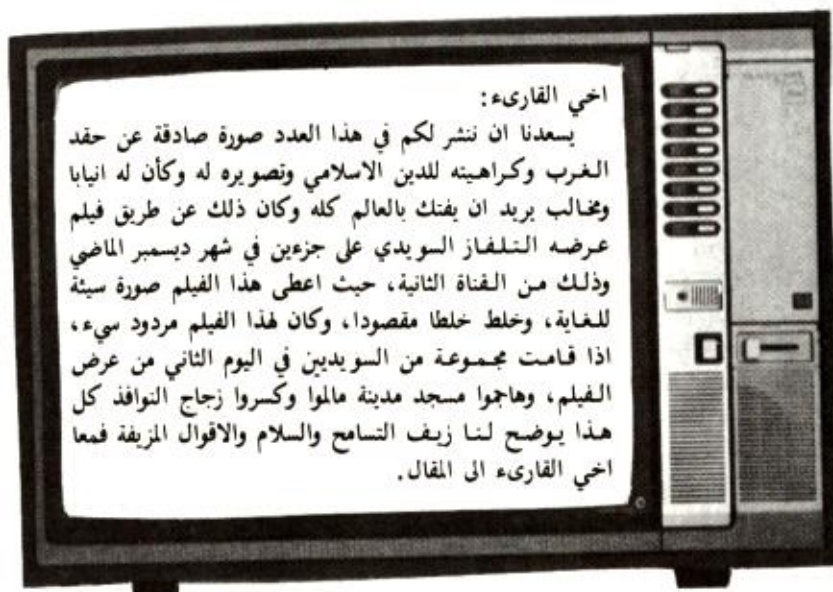 اخي القارىء :
يسعدنا ان ننشر لكم في هذا العدد صورة صادقة عن حقد
الغرب وكراهيته للدين الاسلامي وتصويره له وكأن له انيابا
ومخالب يريد ان يفتك بالعالم كله وكان ذلك عن طريق فيلم
عرضه التلفاز السويدي على جزءين في شهر ديسمبر الماضي
وذلك من القناة الثانية، حيث اعطى هذا الفيلم صورة سيئة
للغاية، وخلط خلطا مقصودا، وكان لهذا الفيلم مردود سيء،
اذا قامت مجموعة من السويديين في اليوم الثاني من عرض
الفيلم، وهاجموا مسجد مدينة مالموا وكسروا زجاج النوافذ كل
هذا يوضح لنا زيف التسامح والسلام والاقوال المزيفة فمعا
اخي القارىء الى المقال.